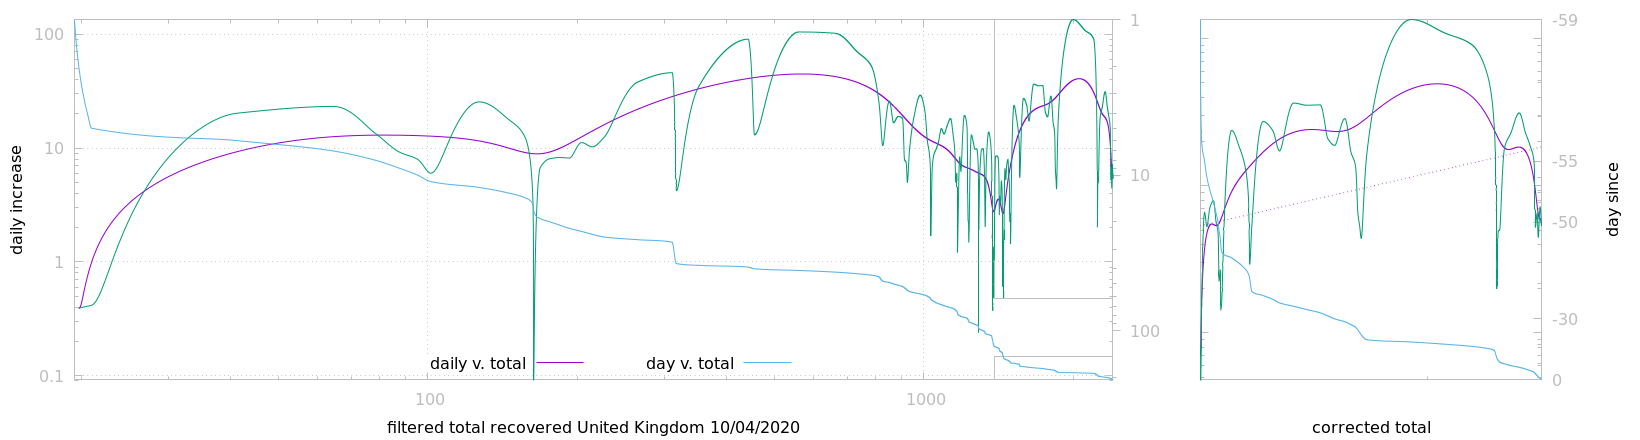 100
10
1
0.1
daily increase
daily v. total
day v. total
100
1000
filtered total recovered United Kingdom 10/04/2020
1
10
100
-59
-55
-50
-30
0
day since
corrected total